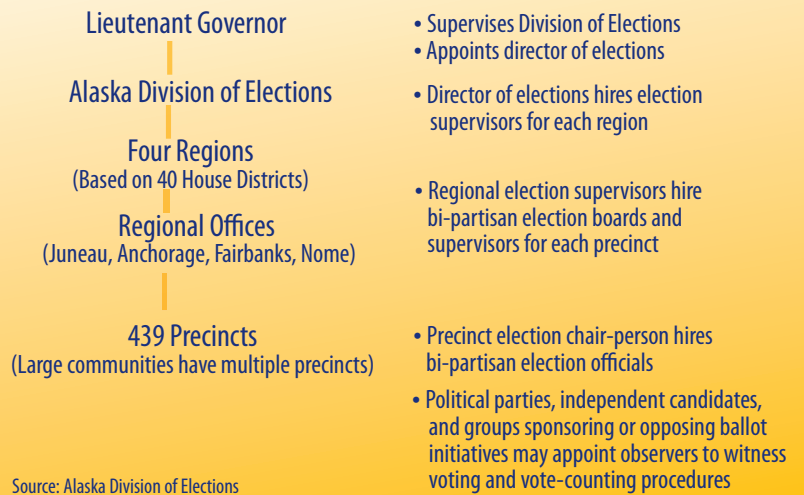 Lieutenant Governor
• Supervises Division of Elections
• Appoints director of elections
Alaska Division of Elections
• Director of elections hires election
supervisors for each region
Four Regions
(Based on 40 House Districts)
Regional Offices
(Juneau, Anchorage, Fairbanks, Nome)
• Regional election supervisors hire
bi-partisan election boards and
supervisors for each precinct
439 Precincts
(Large communities have multiple precincts)
• Precinct election chair-person hires
bi-partisan election officials
• Political parties, independent candidates,
and groups sponsoring or opposing ballot
initiatives may appoint observers to witness
voting and vote-counting procedures
Source: Alaska Division of Elections